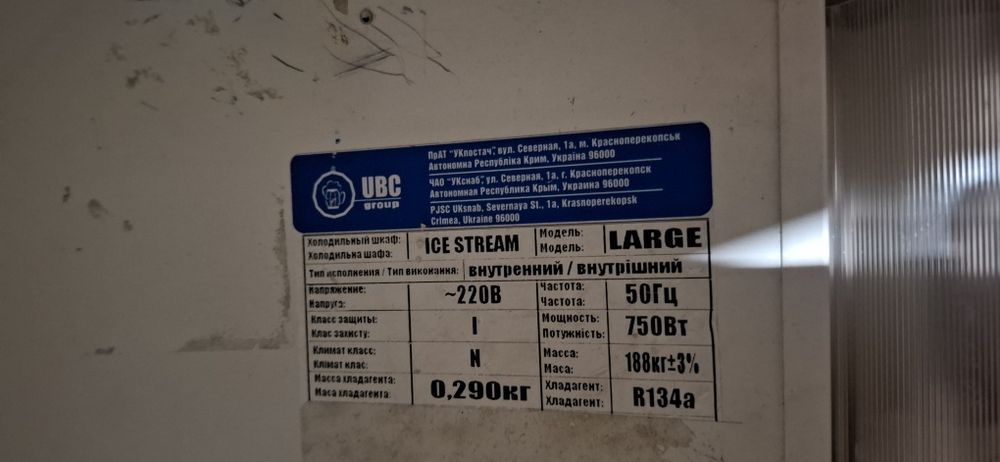 UBC
group
ПрАТ "УКпостач", вул. Северная, 1а, м. Красноперекопськ
Автономна Республіка Крим, Україна 96000
ЧАО "УКснаб", ул. Северная, 1а, г. Красноперекопск
Автономная Республика Крым, Украина 96000
PJSC UKsnab, Severnaya St., 1a, Krasnoperekopsk
Crimea, Ukraine 96000
Холодильный шкаф:
Холодильна шафа:
ICE STREAM
Модель:
Модель:
LARGE
Тип исполнения / Тип виконання:
внутренний / внутрішний
Напряжение:
Напруга:
~220В
Частота:
Частота:
50Гц
Класс защиты:
Клас захисту:
I
Мощность:
Потужність:
750Вт
Климат класс:
Клімат клас:
N
Масса:
Маса:
188кг±3%
Масса хладагента:
Маса хладагента:
0,290кг
Хладагент:
Хладагент:
R134a